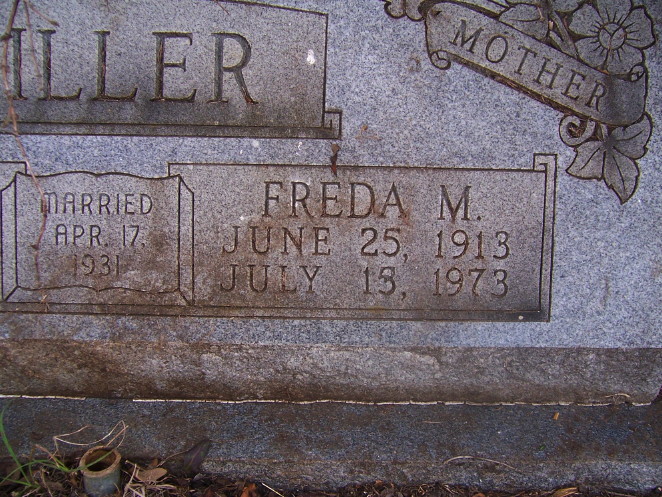 ILLER
MOTHER
MARRIED
APR. 17,
1931
FREDA M.
JUNE 25, 1913
JULY 15, 1973